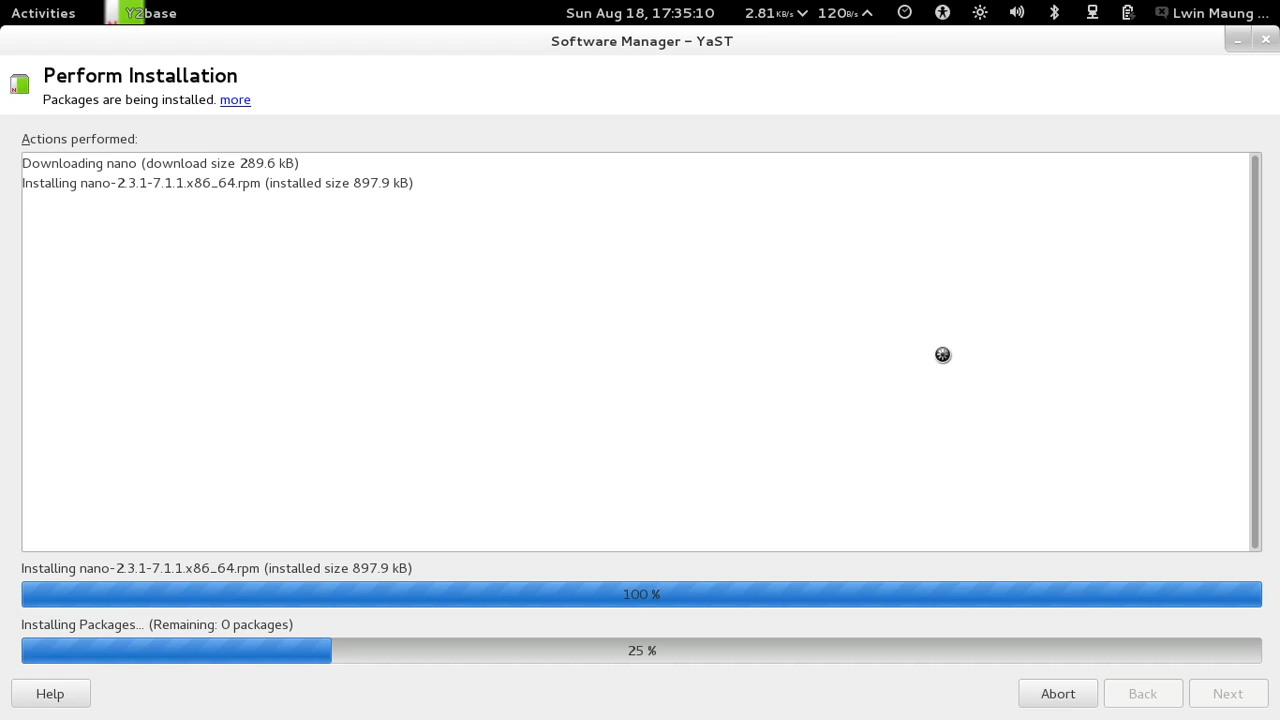 Activities Y2base Sun Aug 18, 17:35:10 2.81KB/s 120B/s Lwin Maung ...
Software Manager - YaST
Perform Installation
Packages are being installed. more
Actions performed:
Downloading nano (download size 289.6 kB)
Installing nano-2.3.1-7.1.1.x86_64.rpm (installed size 897.9 kB)
Installing nano-2.3.1-7.1.1.x86_64.rpm (installed size 897.9 kB)
100 %
Installing Packages... (Remaining: 0 packages)
25 %
Help Abort Back Next